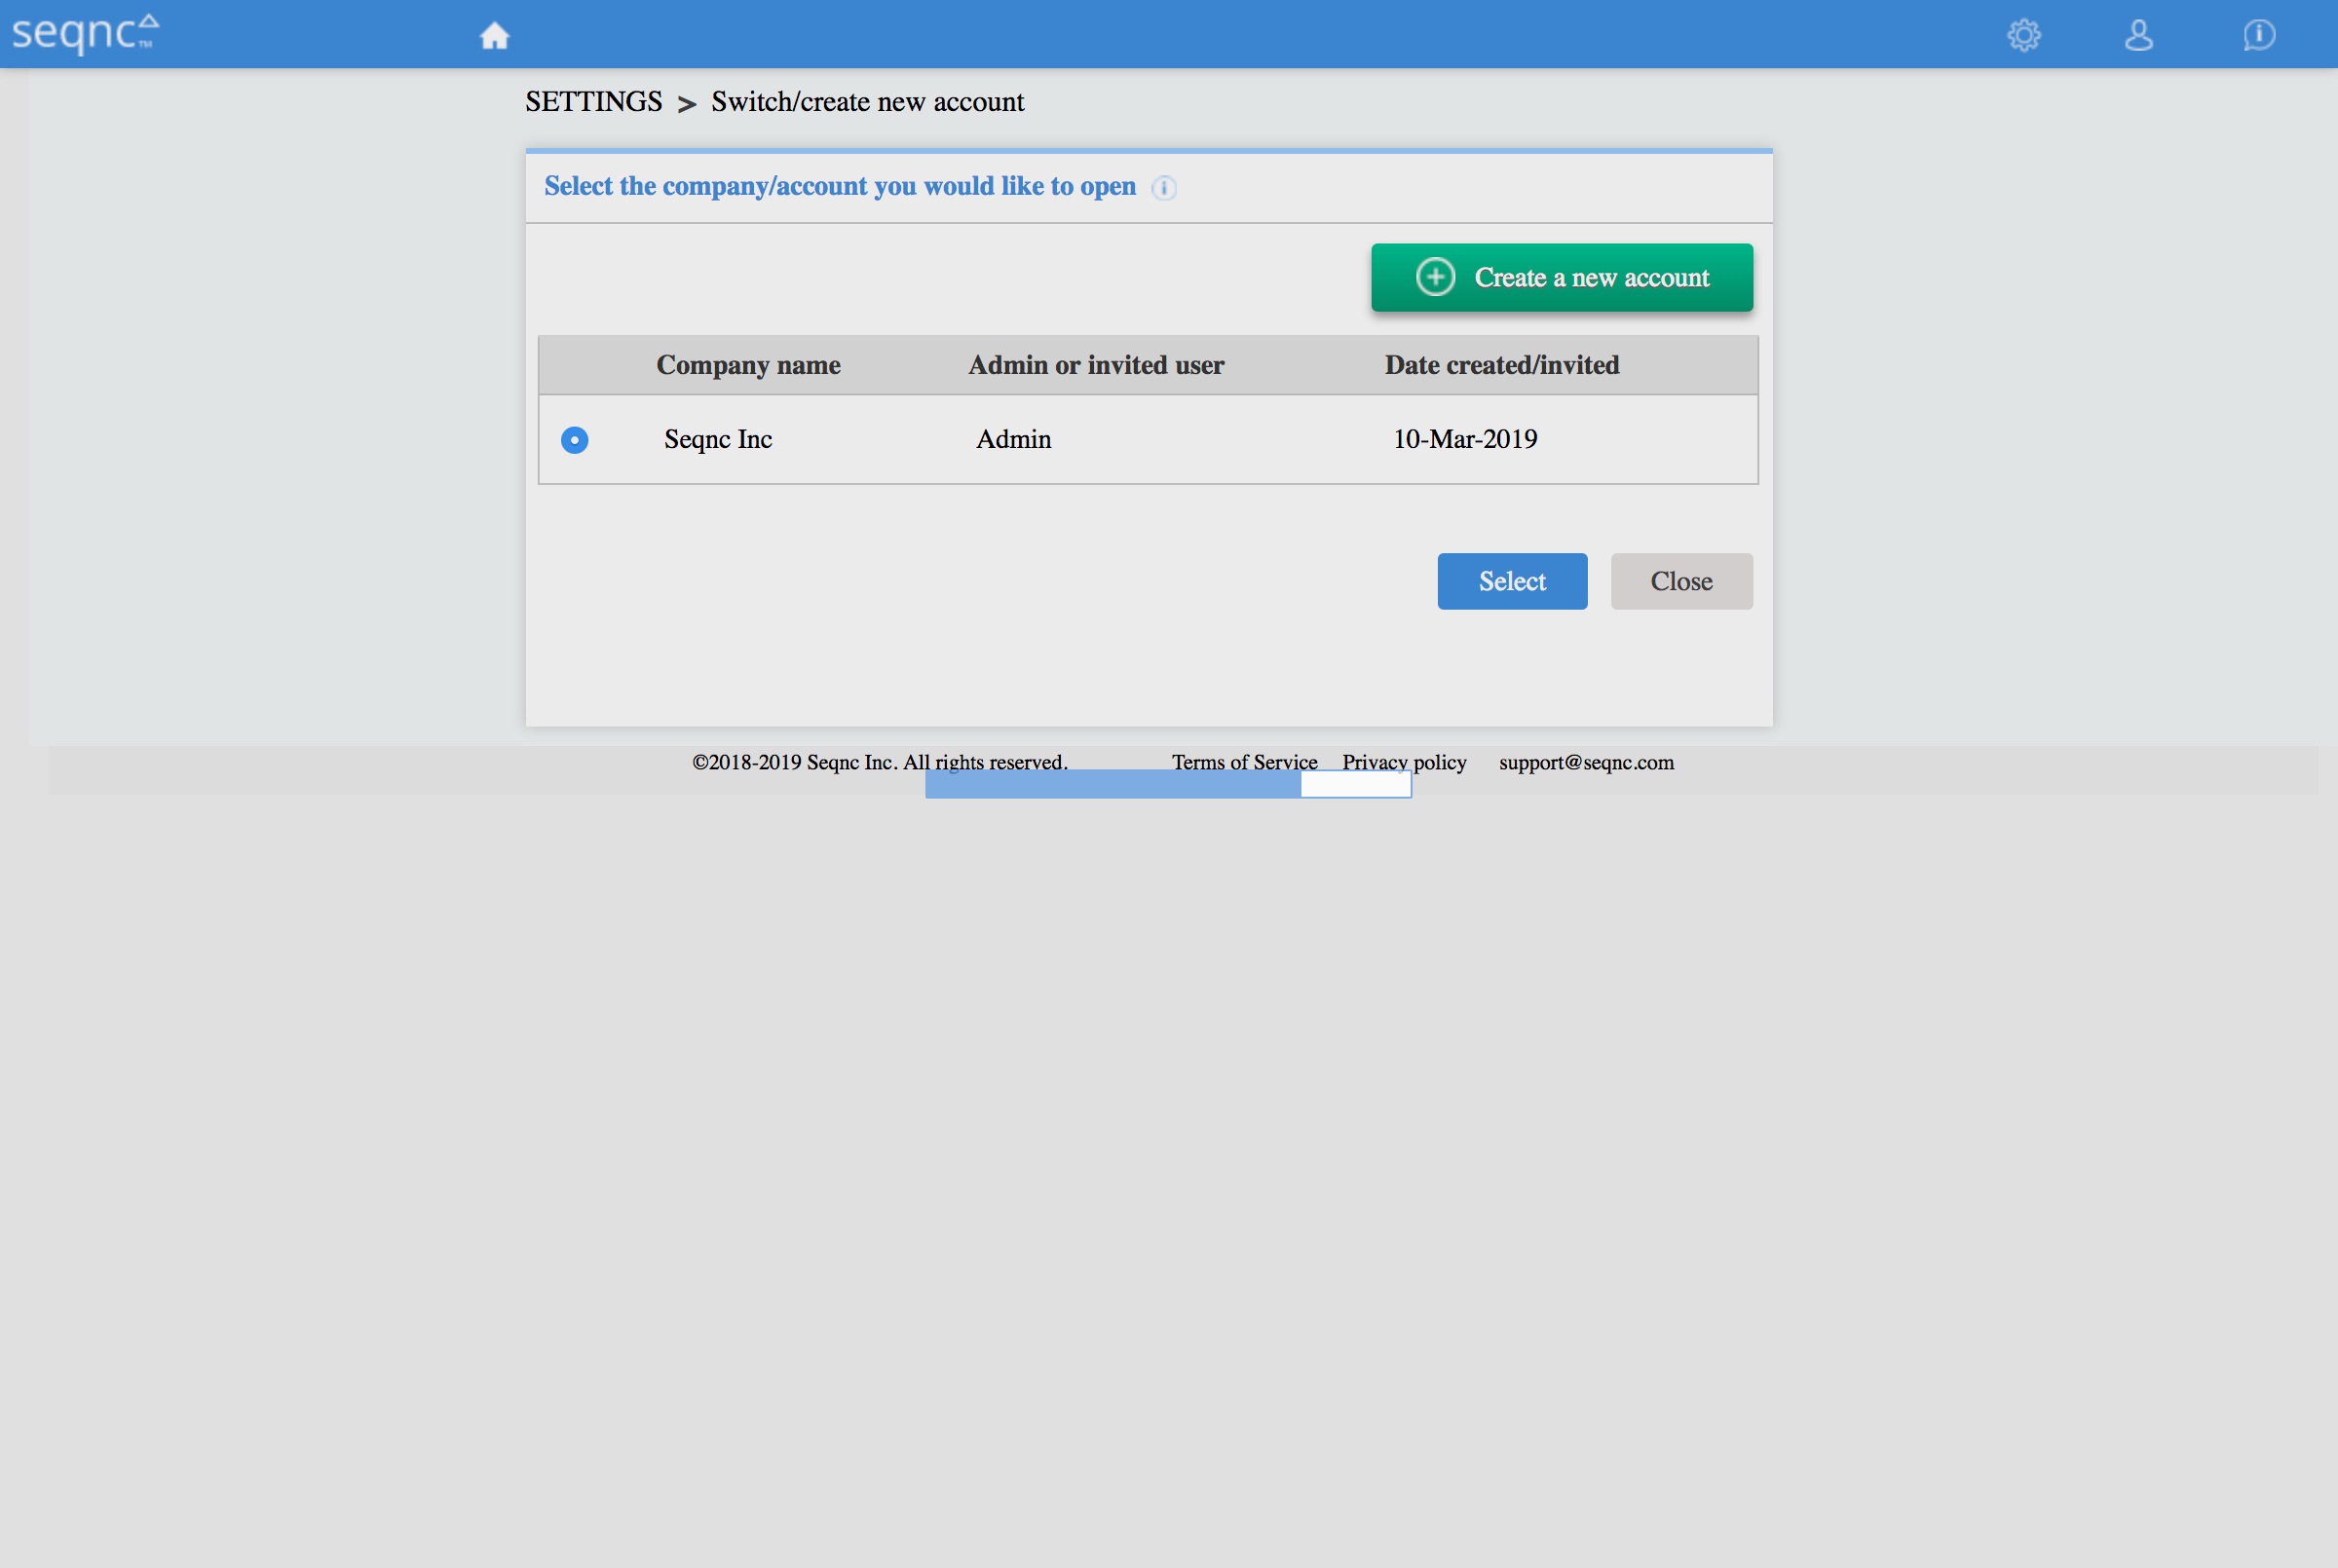 seqnc™
SETTINGS > Switch/create new account
Select the company/account you would like to open
Create a new account
Company name Admin or invited user Date created/invited
Seqnc Inc Admin 10-Mar-2019
Select Close
©2018-2019 Seqnc Inc. All rights reserved. Terms of Service Privacy policy support@seqnc.com